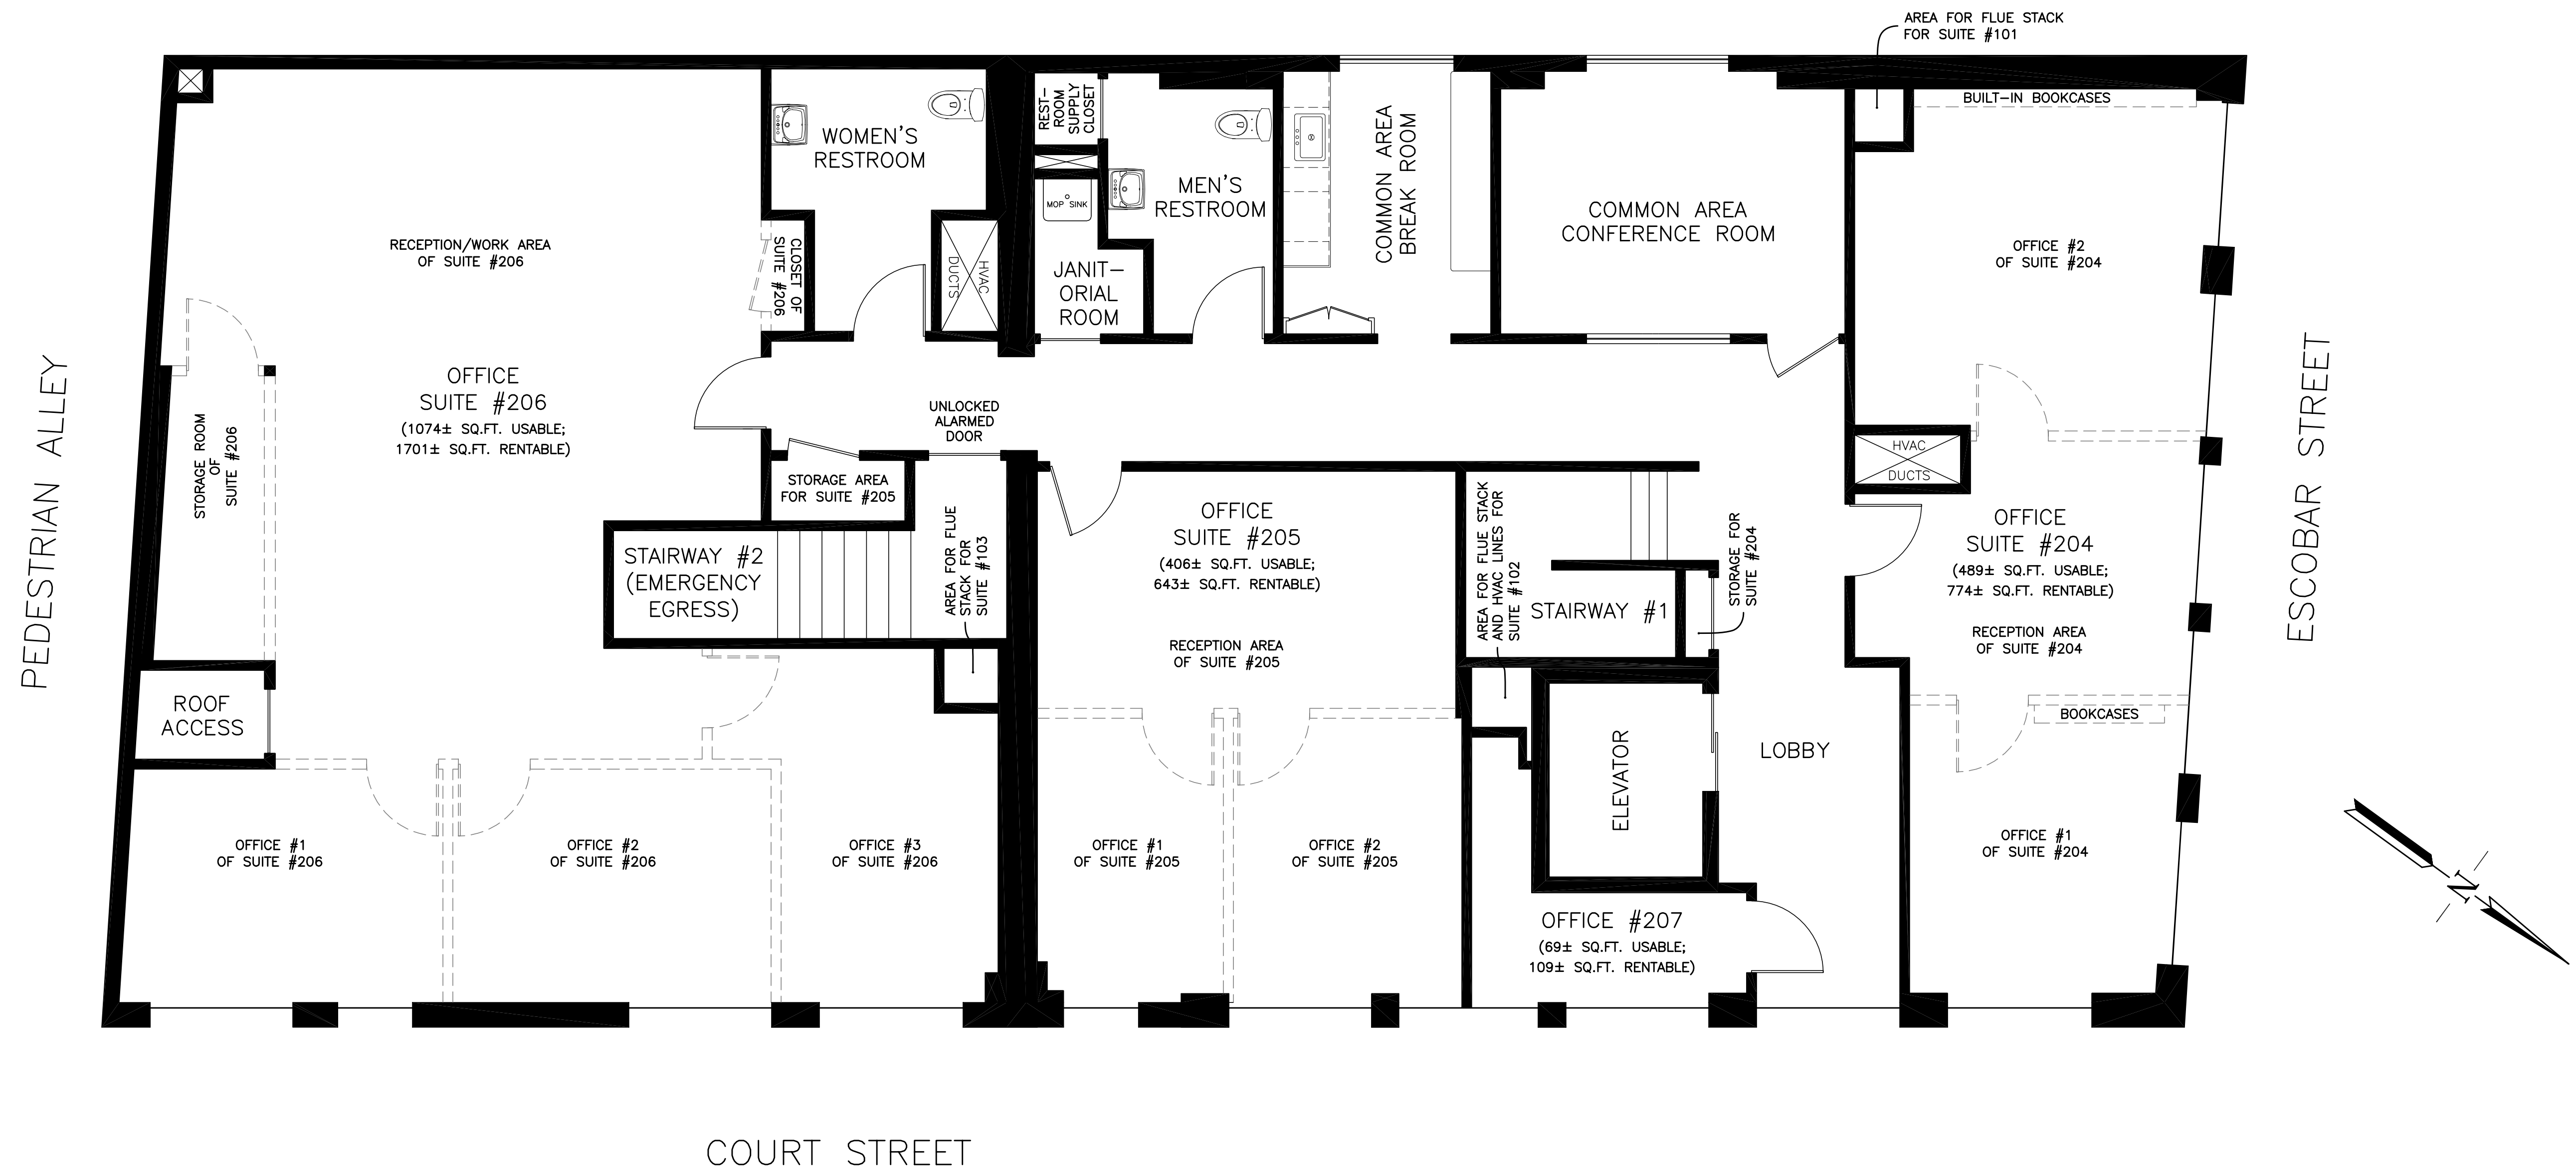 AREA FOR FLUE STACK
FOR SUITE #101
BUILT-IN BOOKCASES
REST-
ROOM
SUPPLY
CLOSET
WOMEN'S
RESTROOM
MEN'S
RESTROOM
MOP SINK
COMMON AREA
BREAK ROOM
COMMON AREA
CONFERENCE ROOM
RECEPTION/WORK AREA
OF SUITE #206
CLOSET OF
SUITE #206
HVAC
DUCTS
JANIT-
ORIAL
ROOM
OFFICE #2
OF SUITE #204
PEDESTRIAN ALLEY
ESCOBAR STREET
OFFICE
SUITE #206
(1074± SQ.FT. USABLE;
1701± SQ.FT. RENTABLE)
STORAGE ROOM
OF
SUITE #206
UNLOCKED
ALARMED
DOOR
STORAGE AREA
FOR SUITE #205
HVAC
DUCTS
STAIRWAY #2
(EMERGENCY
EGRESS)
AREA FOR FLUE
STACK FOR
SUITE #103
OFFICE
SUITE #205
(406± SQ.FT. USABLE;
643± SQ.FT. RENTABLE)
RECEPTION AREA
OF SUITE #205
AREA FOR FLUE STACK
AND HVAC LINES FOR
SUITE #102
STAIRWAY #1
STORAGE FOR
SUITE #204
OFFICE
SUITE #204
(489± SQ.FT. USABLE;
774± SQ.FT. RENTABLE)
RECEPTION AREA
OF SUITE #204
BOOKCASES
ROOF
ACCESS
ELEVATOR
LOBBY
OFFICE #1
OF SUITE #206
OFFICE #2
OF SUITE #206
OFFICE #3
OF SUITE #206
OFFICE #1
OF SUITE #205
OFFICE #2
OF SUITE #205
OFFICE #1
OF SUITE #204
OFFICE #207
(69± SQ.FT. USABLE;
109± SQ.FT. RENTABLE)
N
COURT STREET